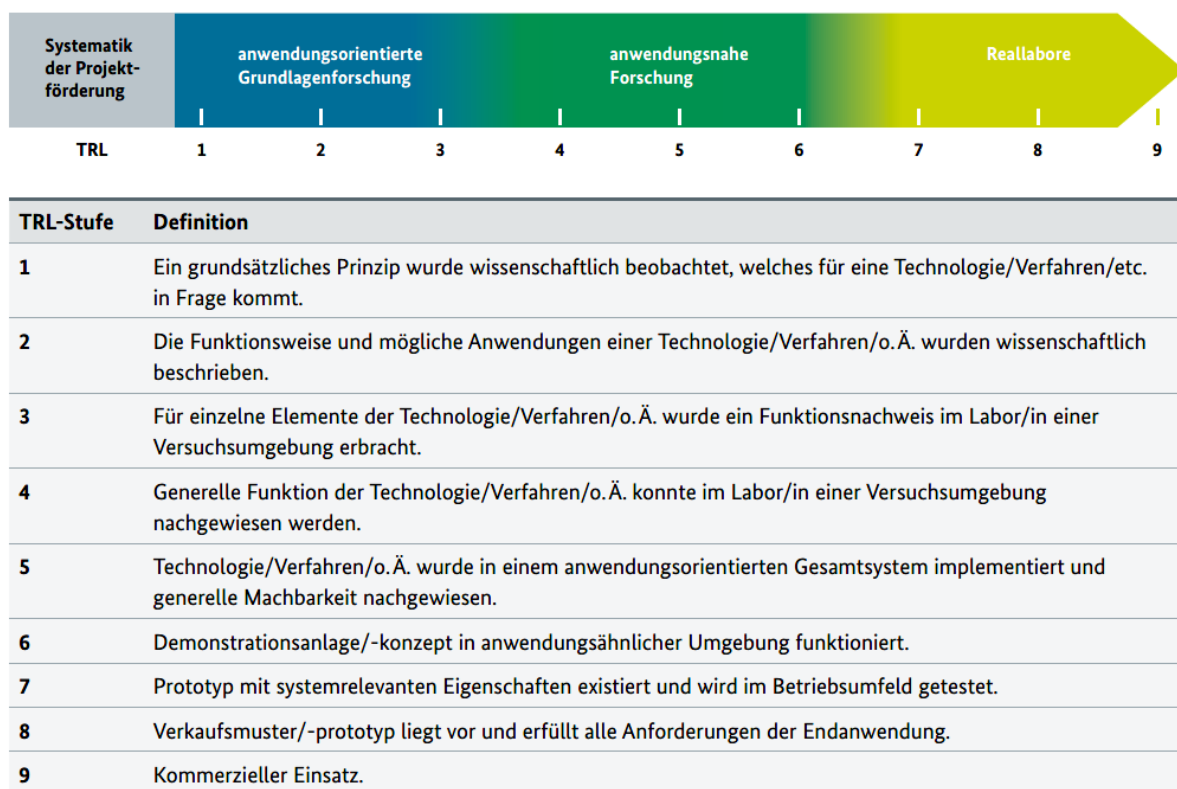 Systematik
der Projekt-
förderung
anwendungsorientierte
Grundlagenforschung
anwendungsnahe
Forschung
Reallabore
TRL 1 2 3 4 5 6 7 8 9
TRL-Stufe Definition
1 Ein grundsätzliches Prinzip wurde wissenschaftlich beobachtet, welches für eine Technologie/Verfahren/etc.
in Frage kommt.
2 Die Funktionsweise und mögliche Anwendungen einer Technologie/Verfahren/o. Ä. wurden wissenschaftlich
beschrieben.
3 Für einzelne Elemente der Technologie/Verfahren/o. Ä. wurde ein Funktionsnachweis im Labor/in einer
Versuchsumgebung erbracht.
4 Generelle Funktion der Technologie/Verfahren/o. Ä. konnte im Labor/in einer Versuchsumgebung
nachgewiesen werden.
5 Technologie/Verfahren/o. Ä. wurde in einem anwendungsorientierten Gesamtsystem implementiert und
generelle Machbarkeit nachgewiesen.
6 Demonstrationsanlage/-konzept in anwendungsähnlicher Umgebung funktioniert.
7 Prototyp mit systemrelevanten Eigenschaften existiert und wird im Betriebsumfeld getestet.
8 Verkaufsmuster/-prototyp liegt vor und erfüllt alle Anforderungen der Endanwendung.
9 Kommerzieller Einsatz.